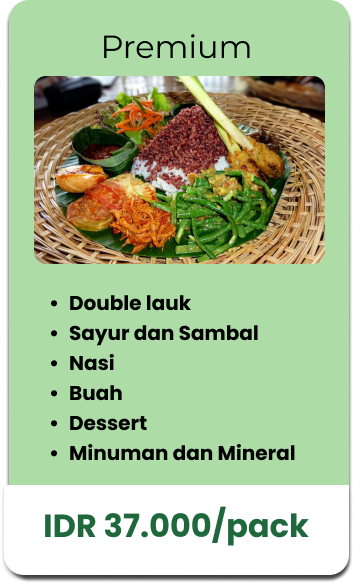 Premium
• Double lauk
• Sayur dan Sambal
• Nasi
• Buah
• Dessert
• Minuman dan Mineral
IDR 37.000/pack